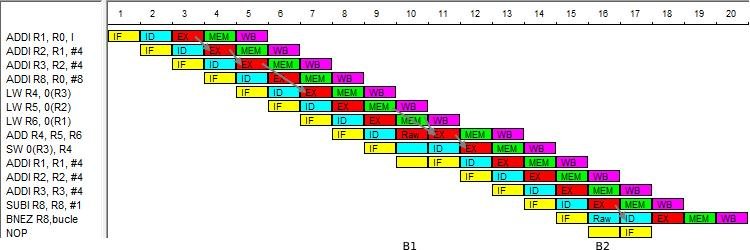 1 2 3 4 5 6 7 8 9 10 11 12 13 14 15 16 17 18 19 20
ADDI R1, R0, I IF ID EX MEM WB
ADDI R2, R1, #4 IF ID EX MEM WB
ADDI R3, R2, #4 IF ID EX MEM WB
ADDI R8, R0, #8 IF ID EX MEM WB
LW R4, 0(R3) IF ID EX MEM WB
LW R5, 0(R2) IF ID EX MEM WB
LW R6, 0(R1) IF ID EX MEM WB
ADD R4, R5, R6 IF ID Raw EX MEM WB
SW 0(R3), R4 IF ID EX MEM WB
ADDI R1, R1, #4 IF ID EX MEM WB
ADDI R2, R2, #4 IF ID EX MEM WB
ADDI R3, R3, #4 IF ID EX MEM WB
SUBI R8, R8, #1 IF ID EX MEM WB
BNEZ R8,bucle IF Raw ID EX MEM WB
NOP IF
B1 B2